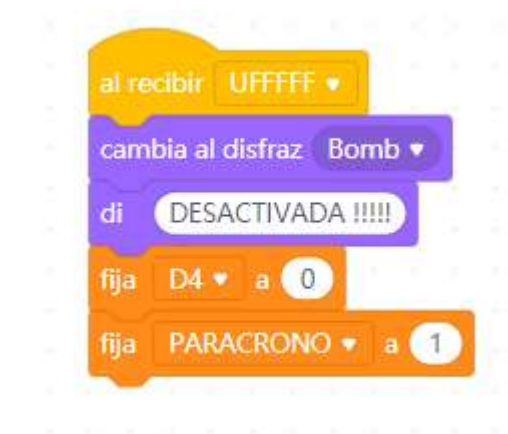 al recibir UFFFFF
cambia al disfraz Bomb
di DESACTIVADA !!!!!
fija D4 a 0
fija PARACRONO a 1